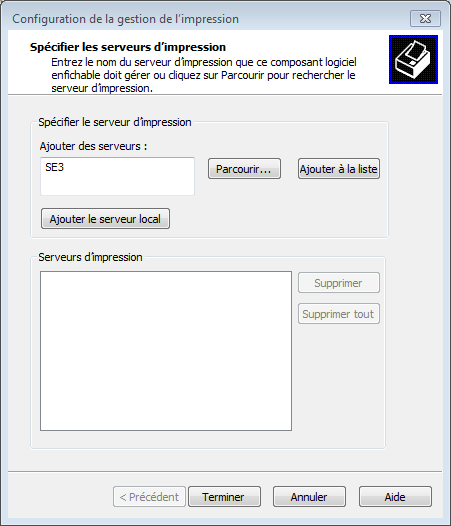 Configuration de la gestion de l'impression
Spécifier les serveurs d'impression
Entrez le nom du serveur d'impression que ce composant logiciel
enfichable doit gérer ou cliquez sur Parcourir pour rechercher le
serveur d'impression.
Spécifier le serveur d'impression
Ajouter des serveurs :
SE3
Parcourir...
Ajouter à la liste
Ajouter le serveur local
Serveurs d'impression
Supprimer
Supprimer tout
< Précédent
Terminer
Annuler
Aide